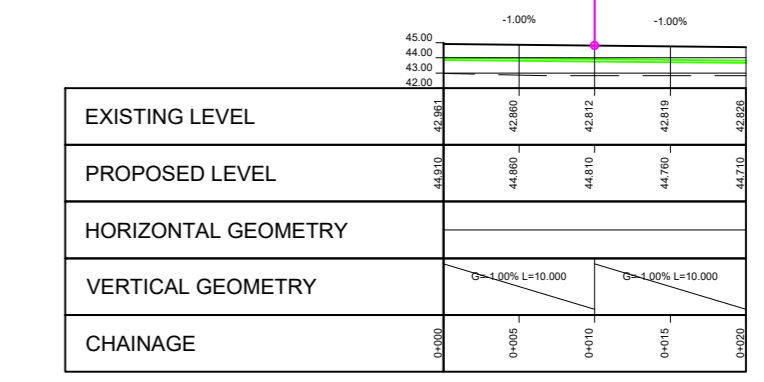 -1.00% -1.00%
45.00
44.00
43.00
42.00
EXISTING LEVEL 42.961 42.860 42.812 42.819 42.826
PROPOSED LEVEL 44.910 44.860 44.810 44.760 44.710
HORIZONTAL GEOMETRY
VERTICAL GEOMETRY G=-1.00% L=10.000 G=-1.00% L=10.000
CHAINAGE 0+000 0+005 0+010 0+015 0+020